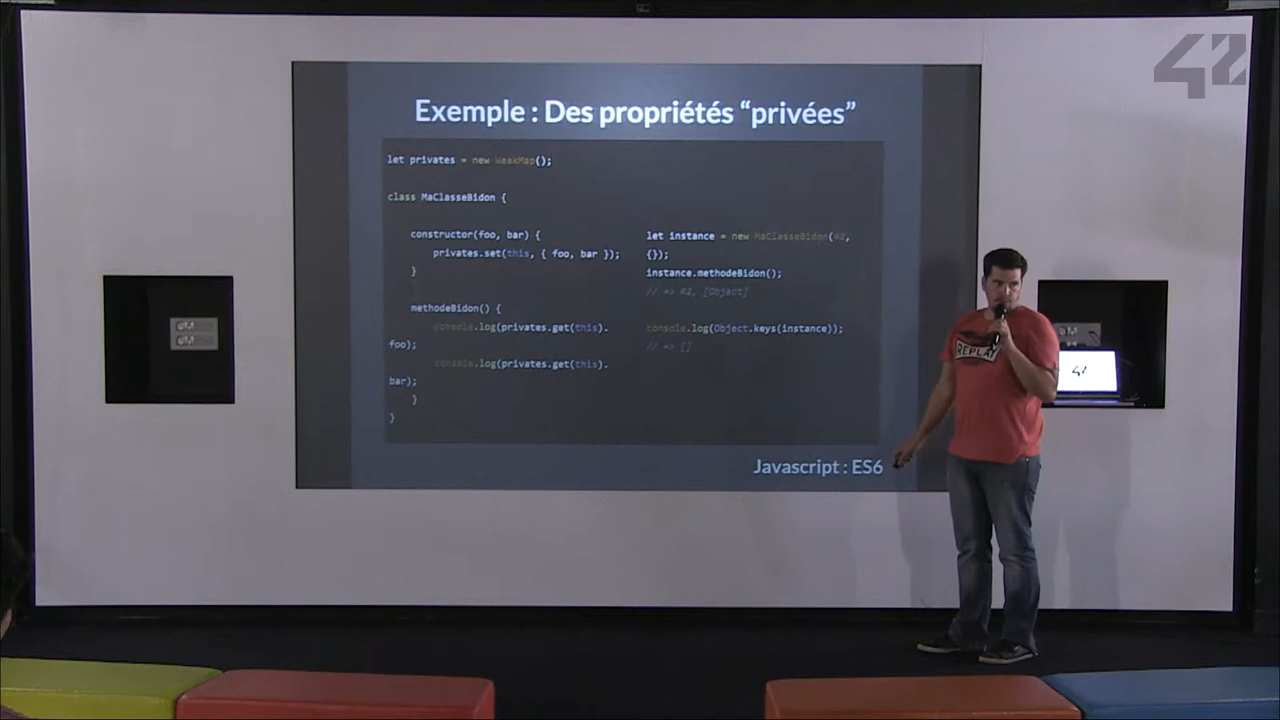 42
Exemple : Des propriétés “privées”
let privates = new WeakMap();
class MaClasseBidon {
constructor(foo, bar) {
privates.set(this, { foo, bar });
}
methodeBidon() {
console.log(privates.get(this).
foo);
console.log(privates.get(this).
bar);
}
}
let instance = new MaClasseBidon(42,
{});
instance.methodeBidon();
// => 42, [Object]
console.log(Object.keys(instance));
// => []
Javascript : ES6
REPLAY
42